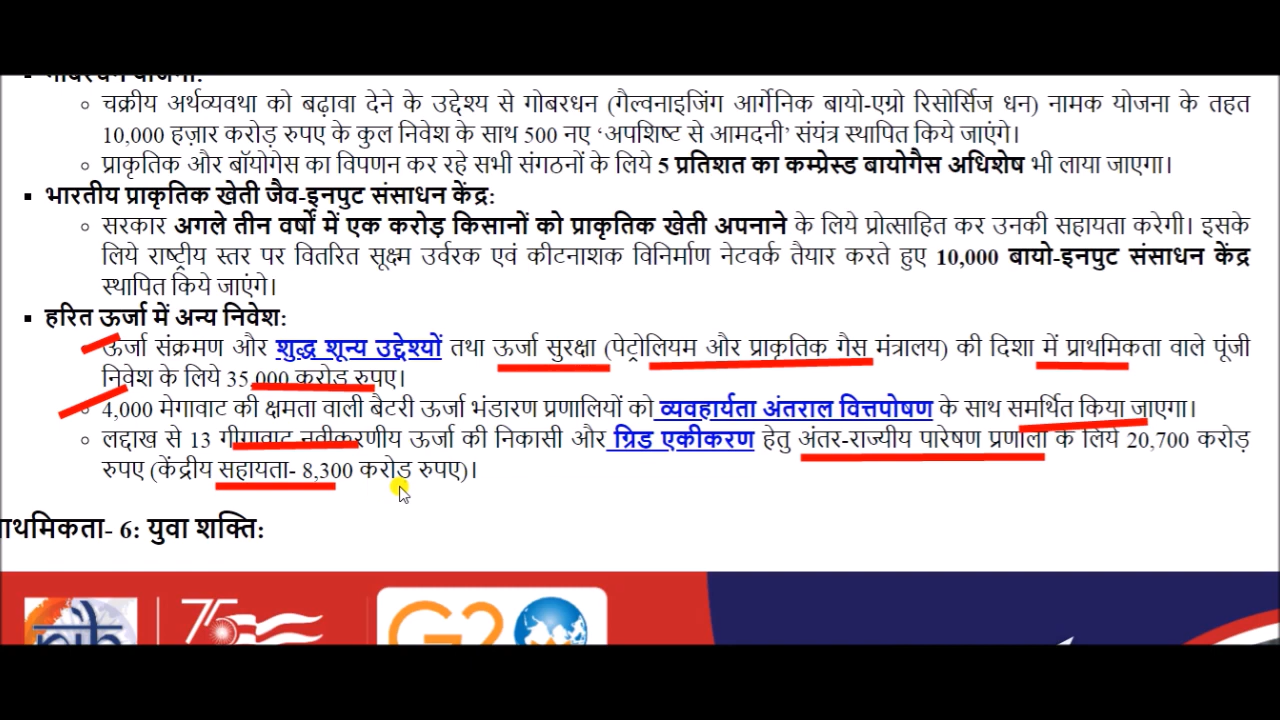 गोबरधन योजना:
चक्रीय अर्थव्यवथा को बढ़ावा देने के उद्देश्य से गोबरधन (गैल्वनाइजिंग आर्गेनिक बायो-एग्रो रिसोर्सिज धन) नामक योजना के तहत
10,000 हज़ार करोड़ रुपए के कुल निवेश के साथ 500 नए ‘अपशिष्ट से आमदनी’ संयंत्र स्थापित किये जाएंगे।
प्राकृतिक और बॉयोगेस का विपणन कर रहे सभी संगठनों के लिये 5 प्रतिशत का कम्प्रेस्ड बायोगैस अधिशेष भी लाया जाएगा।
भारतीय प्राकृतिक खेती जैव-इनपुट संसाधन केंद्र:
सरकार अगले तीन वर्षों में एक करोड़ किसानों को प्राकृतिक खेती अपनाने के लिये प्रोत्साहित कर उनकी सहायता करेगी। इसके
लिये राष्ट्रीय स्तर पर वितरित सूक्ष्म उर्वरक एवं कीटनाशक विनिर्माण नेटवर्क तैयार करते हुए 10,000 बायो-इनपुट संसाधन केंद्र
स्थापित किये जाएंगे।
हरित ऊर्जा में अन्य निवेश:
ऊर्जा संक्रमण और शुद्ध शून्य उद्देश्यों तथा ऊर्जा सुरक्षा (पेट्रोलियम और प्राकृतिक गैस मंत्रालय) की दिशा में प्राथमिकता वाले पूंजी
निवेश के लिये 35,000 करोड़ रुपए।
4,000 मेगावाट की क्षमता वाली बैटरी ऊर्जा भंडारण प्रणालियों को व्यवहार्यता अंतराल वित्तपोषण के साथ समर्थित किया जाएगा।
लद्दाख से 13 गीगावाट नवीकरणीय ऊर्जा की निकासी और ग्रिड एकीकरण हेतु अंतर-राज्यीय पारेषण प्रणाली के लिये 20,700 करोड़
रुपए (केंद्रीय सहायता- 8,300 करोड़ रुपए)।
ाथमिकता- 6: युवा शक्ति:
75 G20